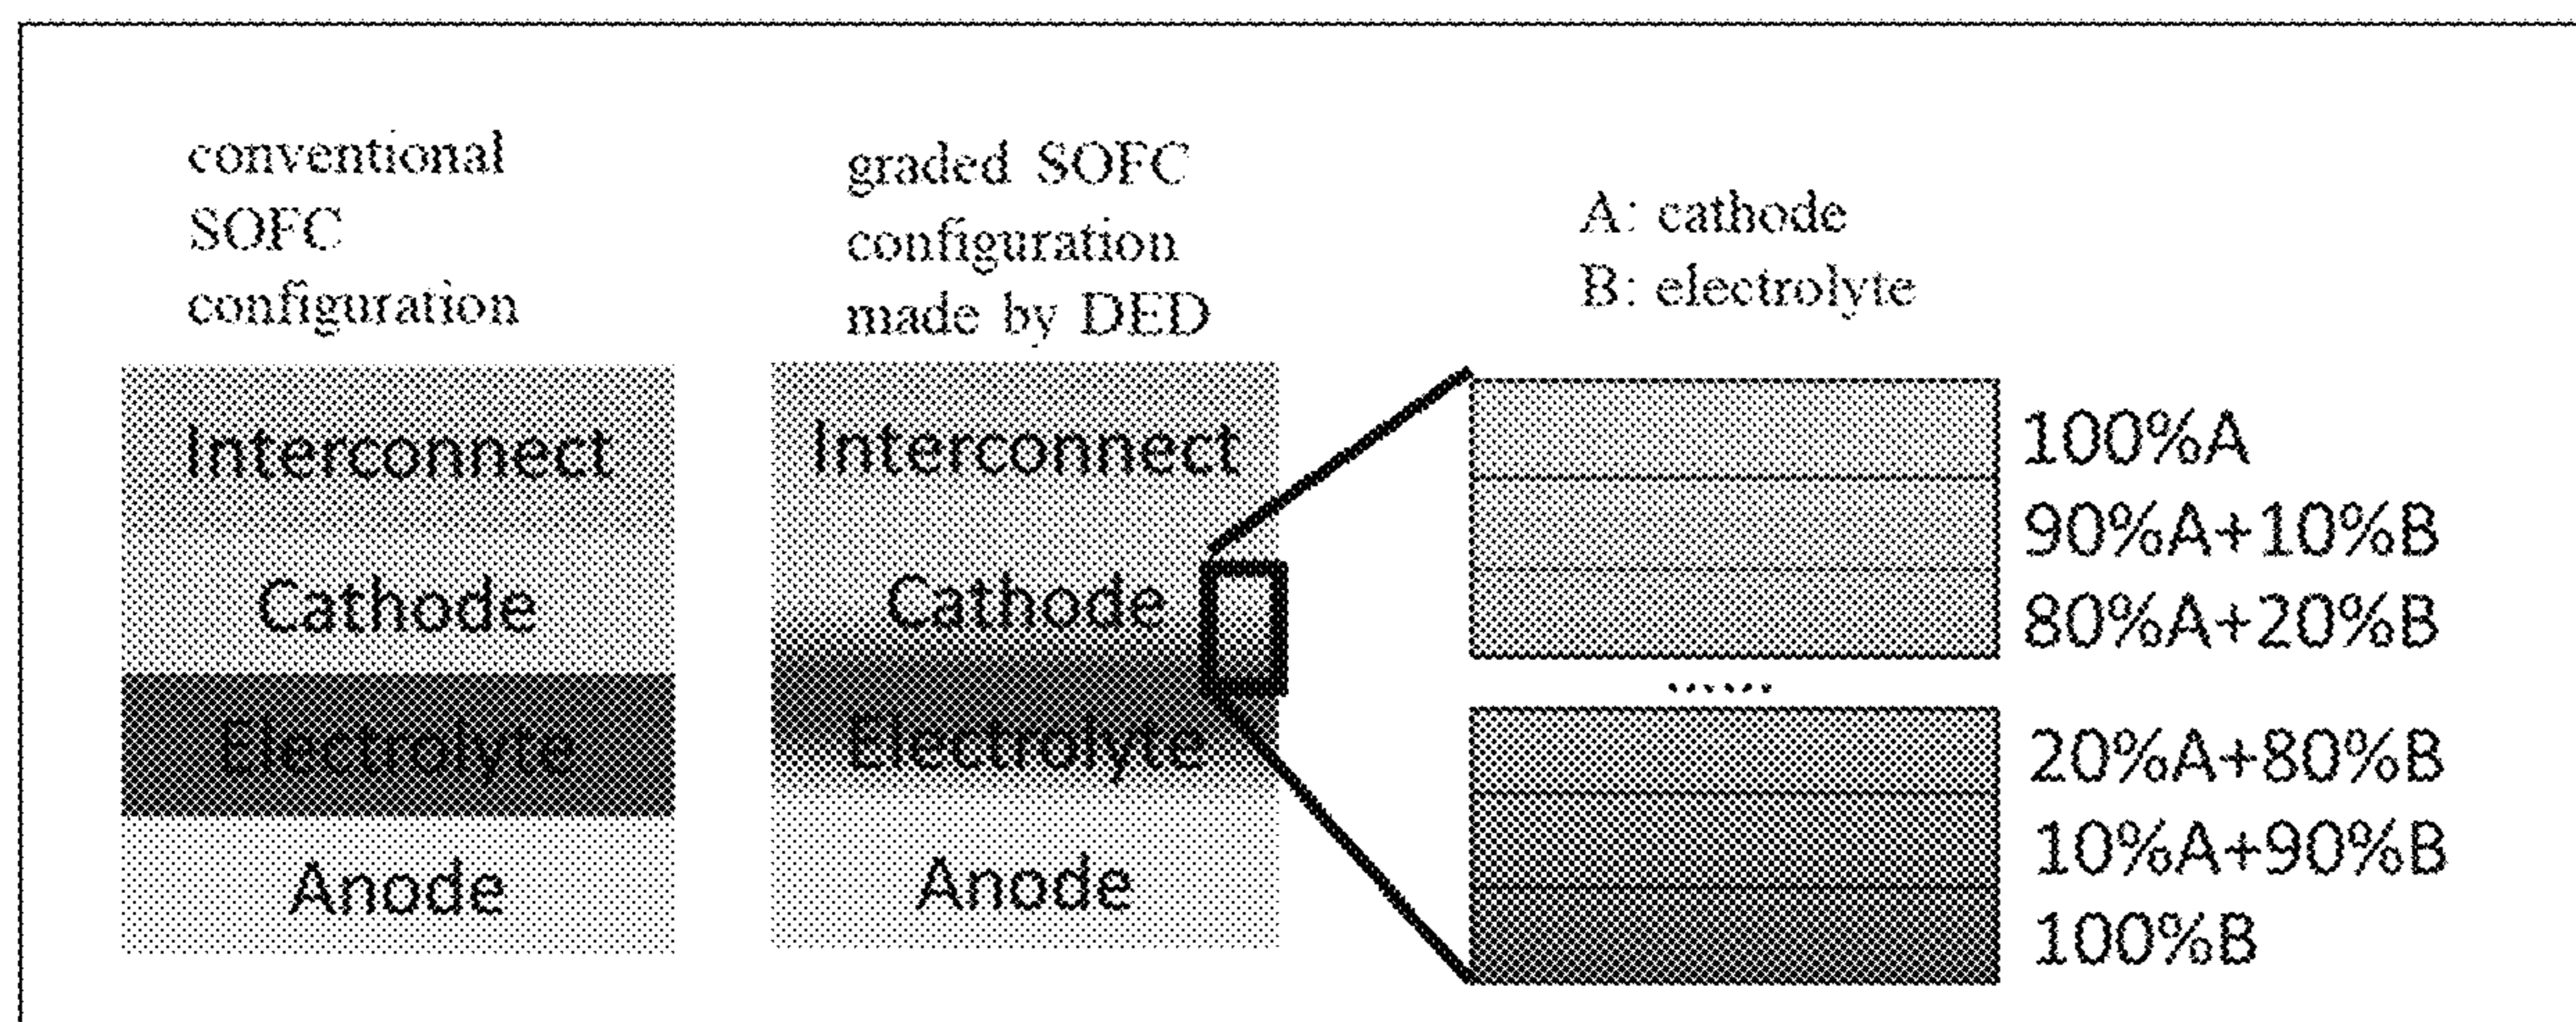 conventional
SOFC
configuration
Interconnect
Cathode
Electrolyte
Anode
graded SOFC
configuration
made by DED
Interconnect
Cathode
Electrolyte
Anode
A: cathode
B: electrolyte
100%A
90%A+10%B
80%A+20%B
......
20%A+80%B
10%A+90%B
100%B